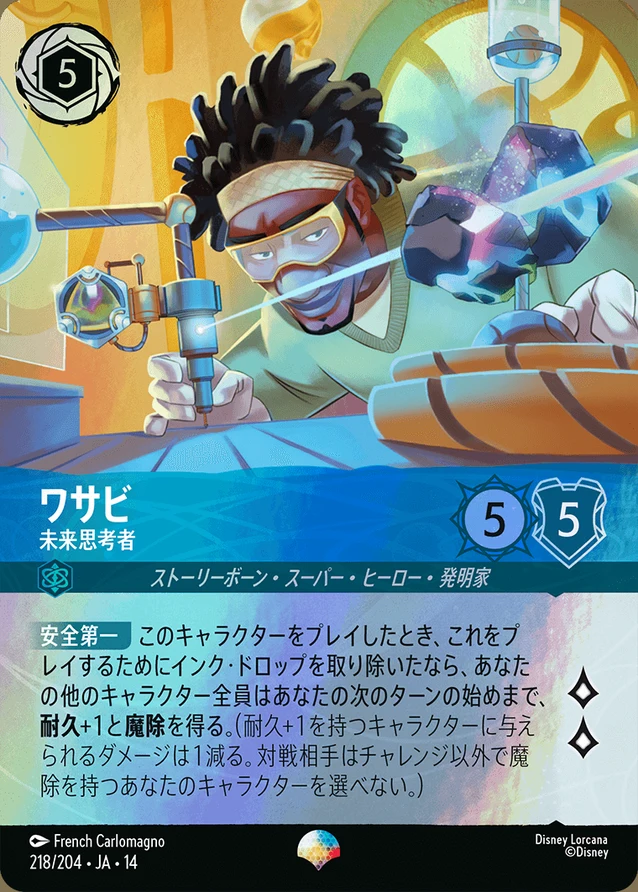 5
ワサビ
未来思考者
5
5
ストーリーボーン・スーパー・ヒーロー・発明家
安全第一 このキャラクターをプレイしたとき、これをプ
レイするためにインク・ドロップを取り除いたなら、あなた
の他のキャラクター全員はあなたの次のターンの始めまで、
耐久+1と魔除を得る。(耐久+1を持つキャラクターに与え
られるダメージは1減る。対戦相手はチャレンジ以外で魔
除を持つあなたのキャラクターを選べない。)
French Carlomagno
218/204・JA・14
Disney Lorcana
©Disney